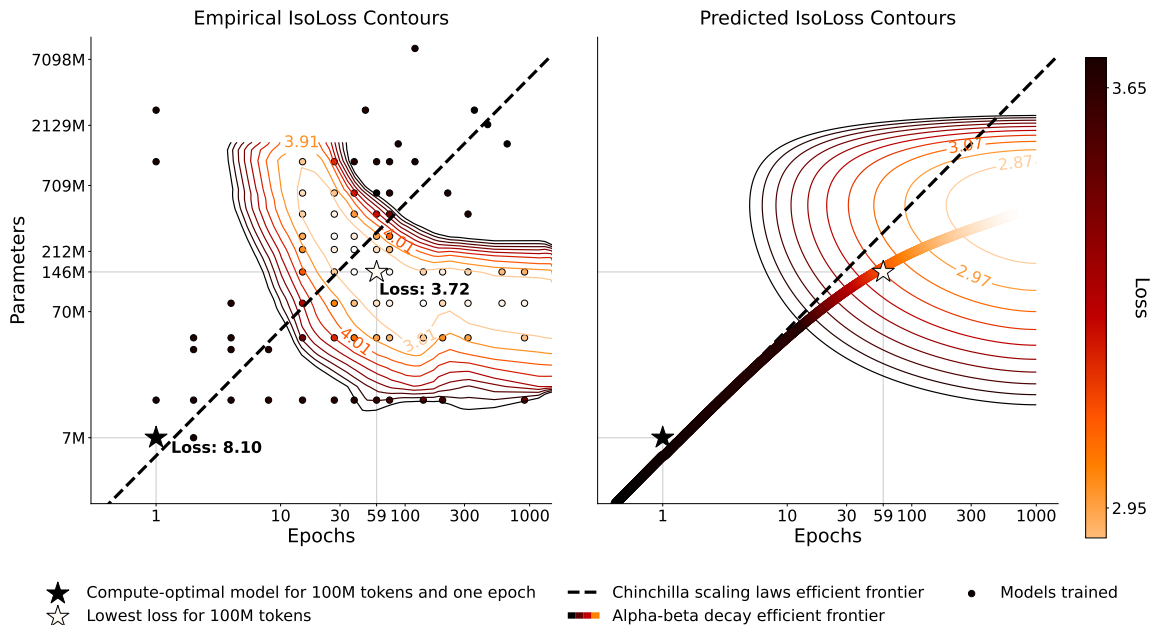 Empirical IsoLoss Contours
Predicted IsoLoss Contours
7098M
2129M
709M
212M
146M
70M
7M
Parameters
3.91
4.01
4.01
3.81
Loss: 3.72
Loss: 8.10
1
10
30
59
100
300
1000
Epochs
3.07
2.87
2.97
1
10
30
59
100
300
1000
Epochs
3.65
2.95
Loss
Compute-optimal model for 100M tokens and one epoch
Lowest loss for 100M tokens
Chinchilla scaling laws efficient frontier
Alpha-beta decay efficient frontier
Models trained